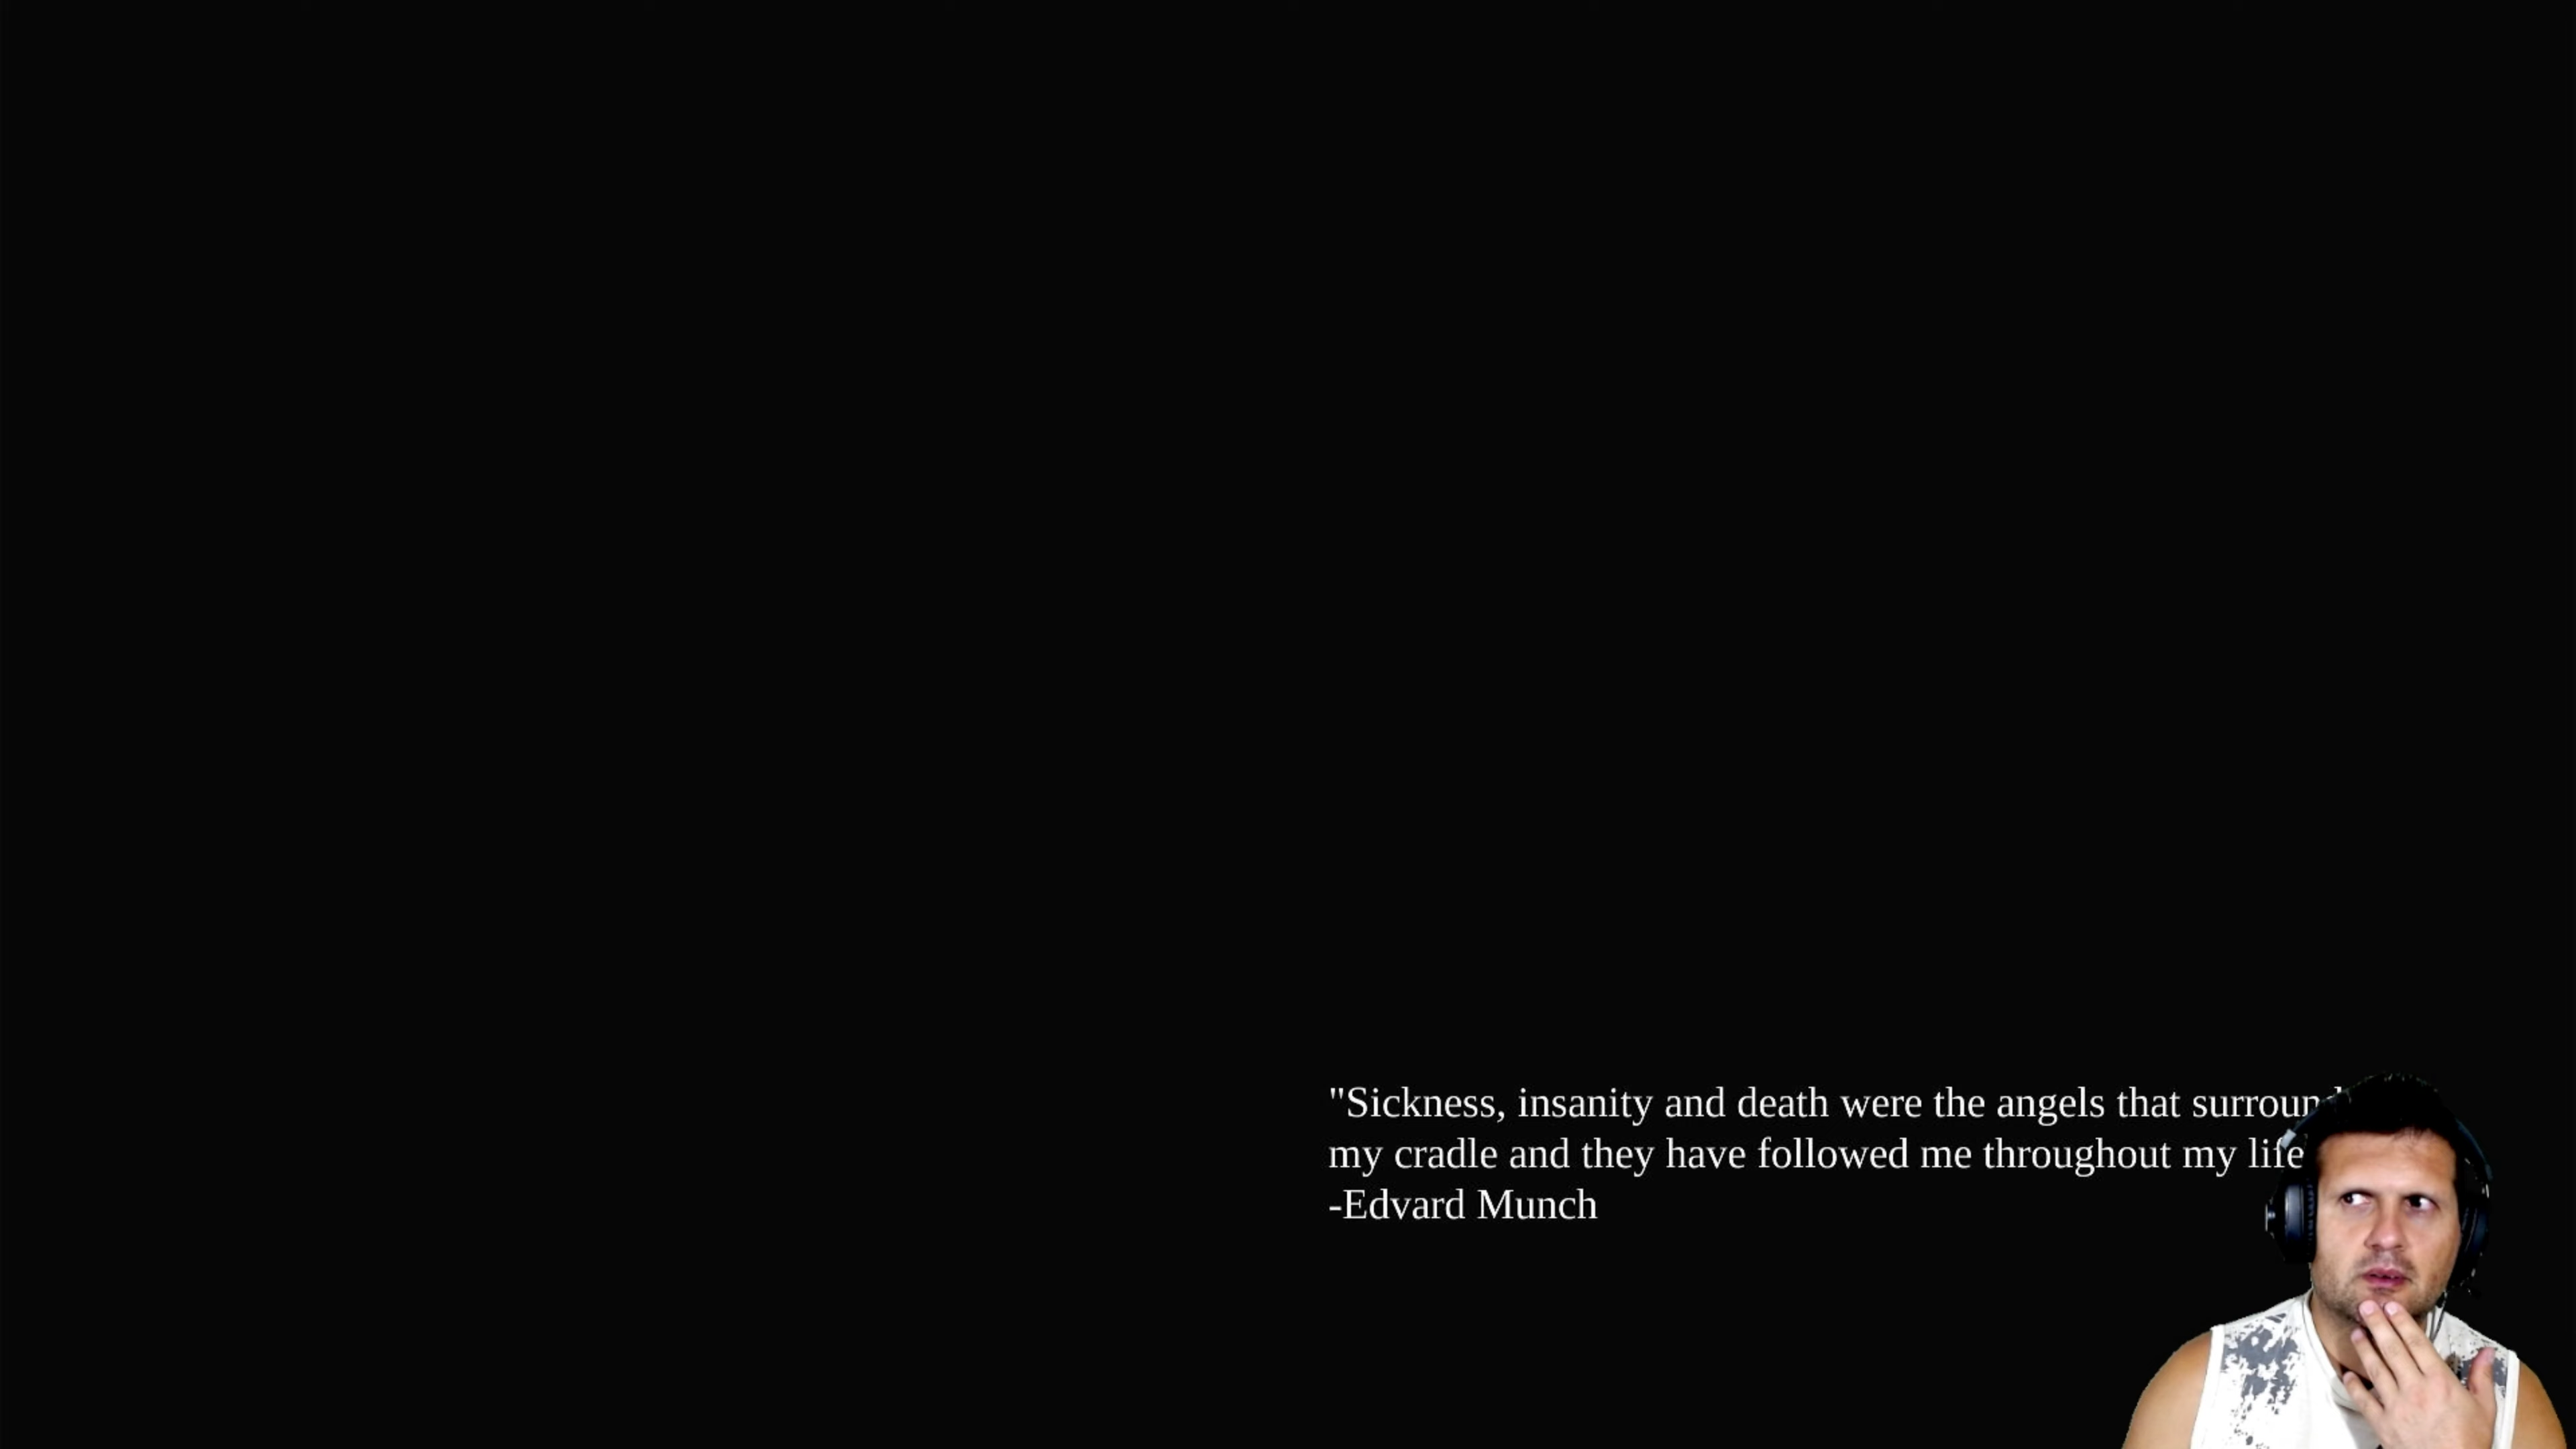 "Sickness, insanity and death were the angels that
my cradle and they have followed me throughout my life
-Edvard Munch